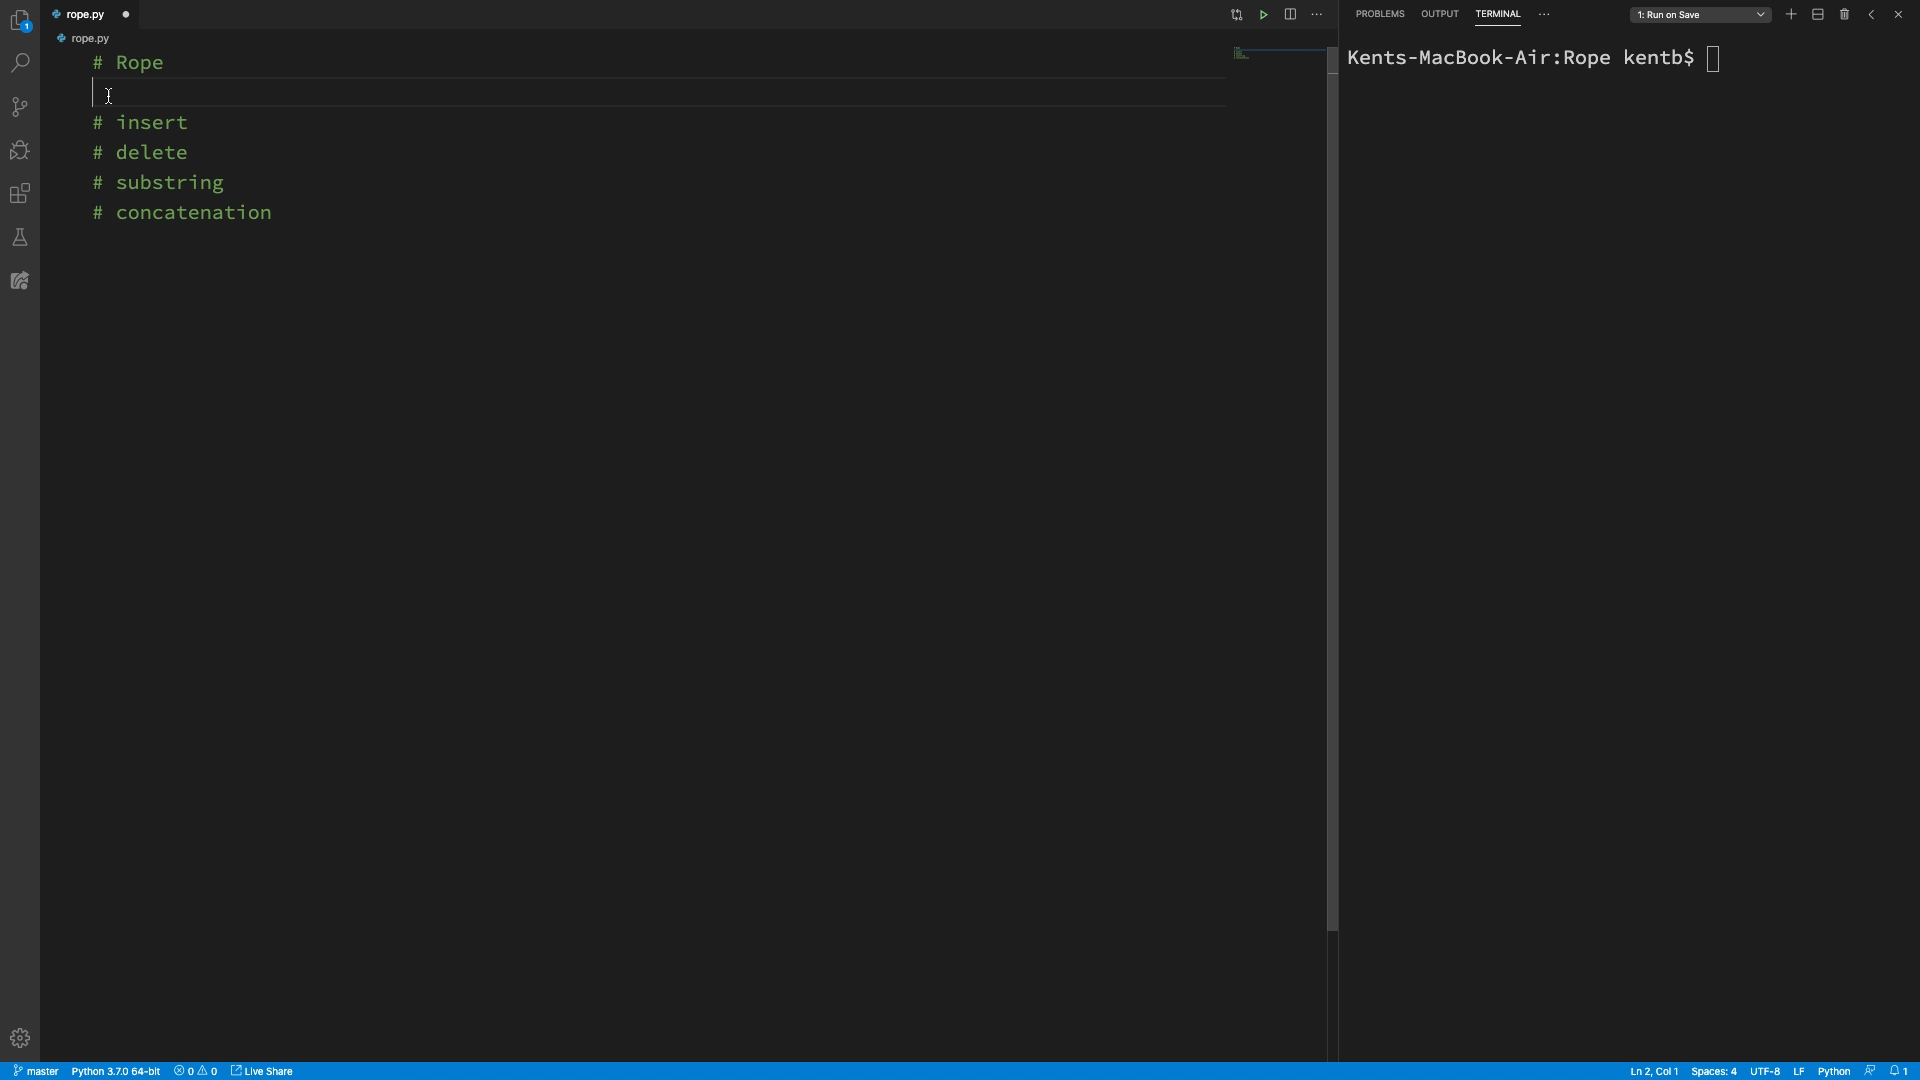 rope.py
PROBLEMS OUTPUT TERMINAL
1: Run on Save
rope.py
# Rope
# insert
# delete
# substring
# concatenation
Kents-MacBook-Air:Rope kentb$
1
master Python 3.7.0 64-bit 0 0 Live Share
Ln 2, Col 1 Spaces: 4 UTF-8 LF Python 1